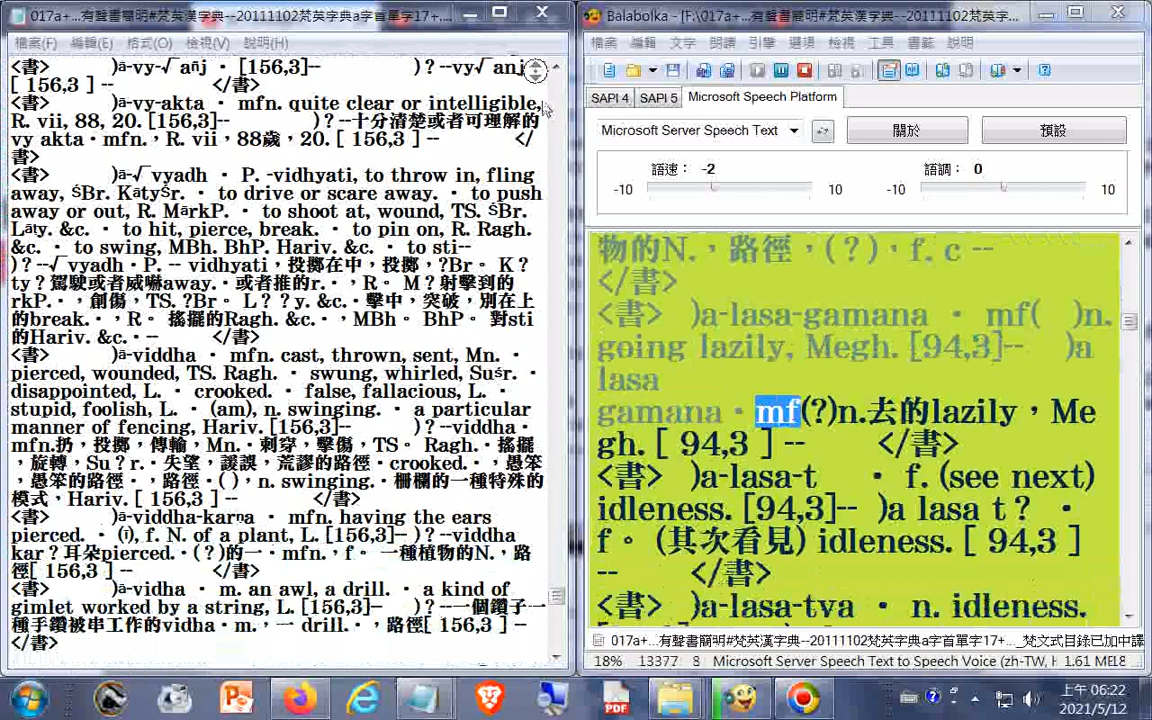 017a+...有聲書簡明#梵英漢字典--20111102梵英字典a字首單字17+...
檔案(F) 編輯(E) 格式(O) 檢視(V) 說明(H)
<書> )ā-vy-√añj • [156,3]-- )? --vy√anj
[ 156,3 ] </書>
<書> )ā-vy-akta • mfn. quite clear or intelligible,
R. vii, 88, 20. [156,3]-- )? --十分清楚或者可理解的
vy akta・mfn.，R. vii，88歲，20. [ 156,3 ] -- </
書>
<書> )ā-√ vyadh • P. -vidhyati, to throw in, fling
away, ŚBr. KātyŚr. • to drive or scare away. • to push
away or out, R. MārkP. • to shoot at, wound, TS. ŚBr.
Lāty. &c. • to hit, pierce, break. • to pin on, R. Ragh.
&c. • to swing, MBh. BhP. Hariv. &c. • to sti--
)? --√vyadh・P. -- vidhyati，投擲在中，投擲，?Br。 K?
ty?駕駛或者威嚇away.・或者推的r.・，R。 M?射擊到的
rkP.・，創傷，TS. ?Br。 L??y. &c.・擊中，突破，別在上
的break.・，R。 搖擺的Ragh. &c.・，MBh。 BhP。 對sti
的Hariv. &c.・-- </書>
<書> )ā-viddha • mfn. cast, thrown, sent, Mn. •
pierced, wounded, TS. Ragh. • swung, whirled, Suśr. •
disappointed, L. • crooked. • false, fallacious, L. •
stupid, foolish, L. • (am), n. swinging. • a particular
manner of fencing, Hariv. [156,3]-- )? --viddha・
mfn.扔，投擲，傳輸，Mn.・刺穿，擊傷，TS。 Ragh.・搖擺
，旋轉，Su?r.・失望，謬誤，荒謬的路徑・crooked.・，愚笨
，愚笨的路徑・，路徑・( )，n. swinging.・柵欄的一種特殊的
模式，Hariv. [ 156,3 ] -- </書>
<書> )ā-viddha-karṇa • mfn. having the ears
pierced. • (ī), f. N. of a plant, L. [156,3]-- )? --viddha
kar?耳朵pierced.・(?)的一・mfn.，f。 一種植物的N.，路
徑[ 156,3 ] -- </書>
<書> )ā-vidha • m. an awl, a drill. • a kind of
gimlet worked by a string, L. [156,3]-- )? --一個鑽子一
種手鑽被串工作的vidha・m.，一 drill.・，路徑[ 156,3 ] --
</書>
Balabolka - [F:\017a+...有聲書簡明#梵英漢字典--20111102梵英字...
檔案 編輯 文字 朗讀 引擎 選項 檢視 工具 書籤 說明
SAPI 4 SAPI 5 Microsoft Speech Platform
Microsoft Server Speech Text 關於 預設
語速： -2 語調： 0
-10 10 -10 10
物的N.，路徑，(?)，f. c --
</書>
<書> )a-lasa-gamana • mf( )n.
going lazily, Megh. [94,3]-- )a
lasa
gamana・mf(?)n.去的lazily，Me
gh. [ 94,3 ] -- </書>
<書> )a-lasa-t • f. (see next)
idleness. [94,3]-- )a lasa t? •
f。 (其次看見) idleness. [ 94,3 ]
-- </書>
<書> )a-lasa-tva • n. idleness.
017a+...有聲書簡明#梵英漢字典--20111102梵英字典a字首單字17+..._梵文式目錄已加中譯
18% 13377 8 Microsoft Server Speech Text to Speech Voice (zh-TW, H 1.61 МЕ
上午 06:22
2021/5/12